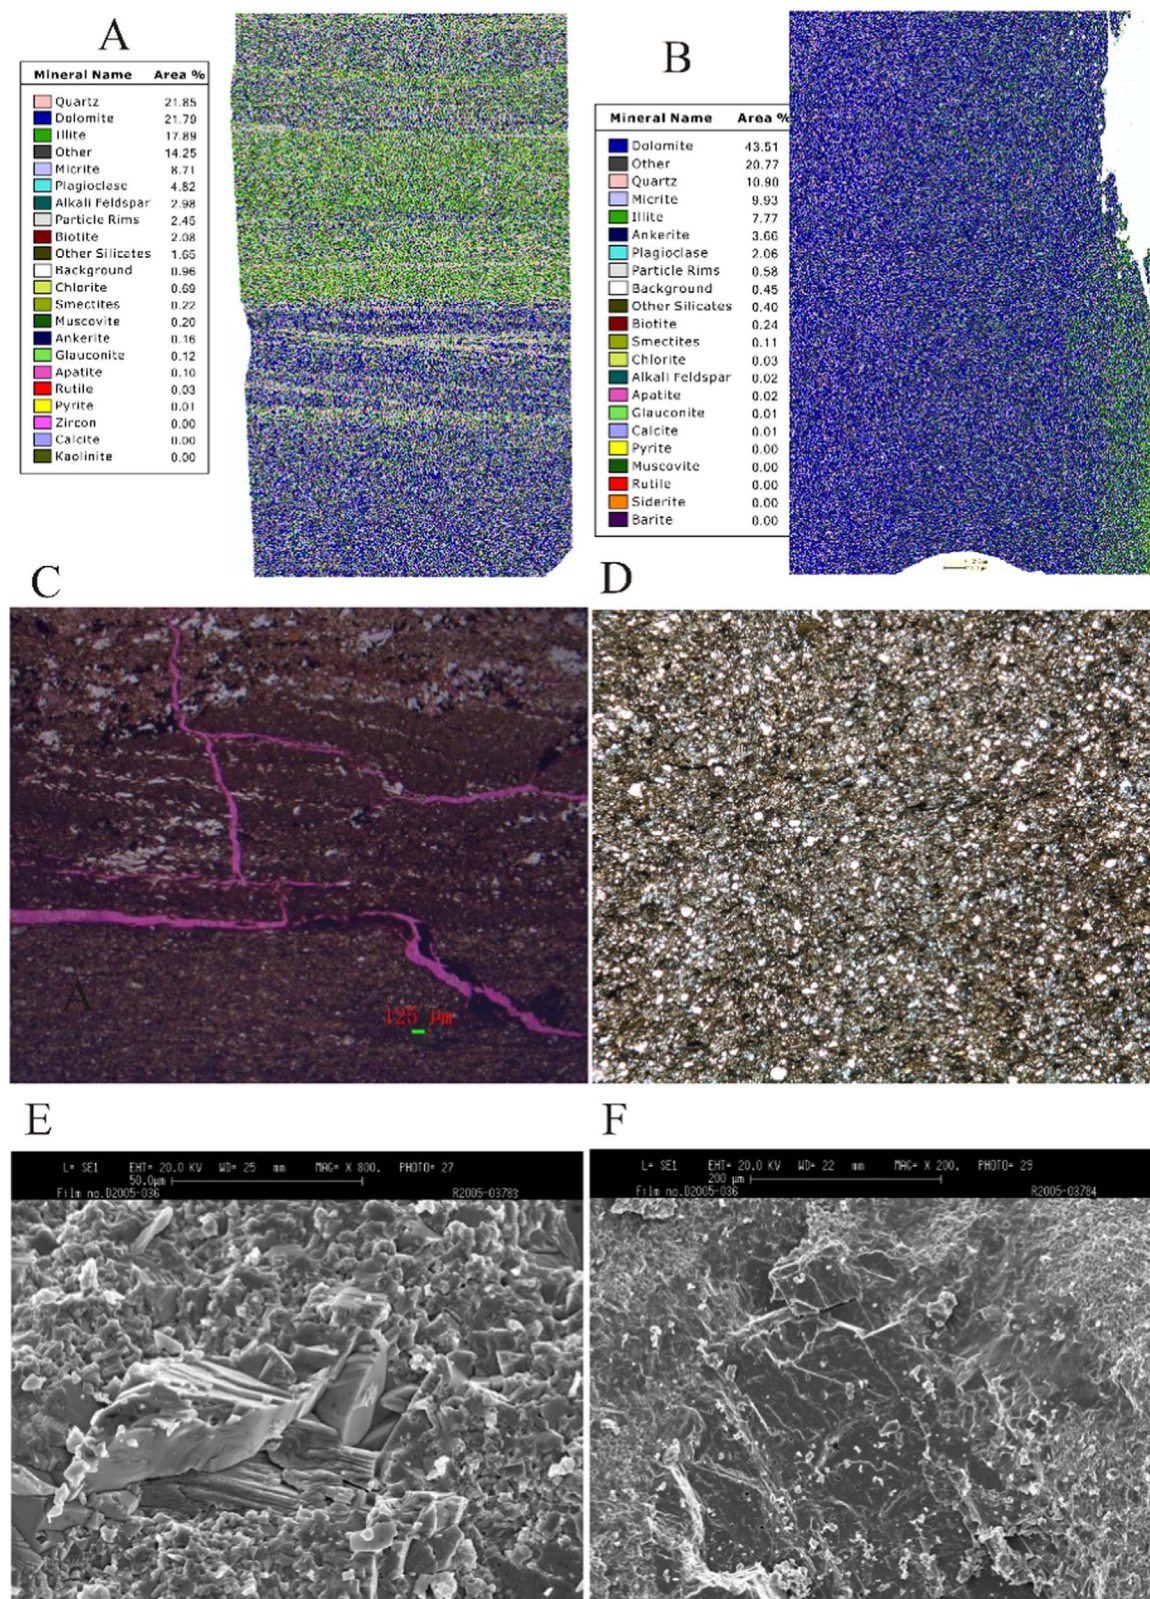 A
Mineral Name Area %
Quartz 21.85
Dolomite 21.79
Illite 17.89
Other 14.25
Micrite 8.71
Plagioclase 4.82
Alkali Feldspar 2.98
Particle Rims 2.45
Biotite 2.08
Other Silicates 1.65
Background 0.96
Chlorite 0.69
Smectites 0.22
Muscovite 0.20
Ankerite 0.16
Glauconite 0.12
Apatite 0.10
Rutile 0.03
Pyrite 0.01
Zircon 0.00
Calcite 0.00
Kaolinite 0.00
B
Mineral Name Area %
Dolomite 43.51
Other 20.77
Quartz 10.90
Micrite 9.93
Illite 7.77
Ankerite 3.66
Plagioclase 2.06
Particle Rims 0.58
Background 0.45
Other Silicates 0.40
Biotite 0.24
Smectites 0.11
Chlorite 0.03
Alkali Feldspar 0.02
Apatite 0.02
Glauconite 0.01
Calcite 0.01
Pyrite 0.00
Muscovite 0.00
Rutile 0.00
Siderite 0.00
Barite 0.00
C
A
125 μm
D
E
L= SE1 EHT= 20.0 KV WD= 25 mm MAG= X 800. PHOTO= 27
50.0μm
Film no.D2005-036 R2005-03783
F
L= SE1 EHT= 20.0 KV WD= 22 mm MAG= X 200. PHOTO= 29
200 μm
Film no.D2005-036 R2005-03784